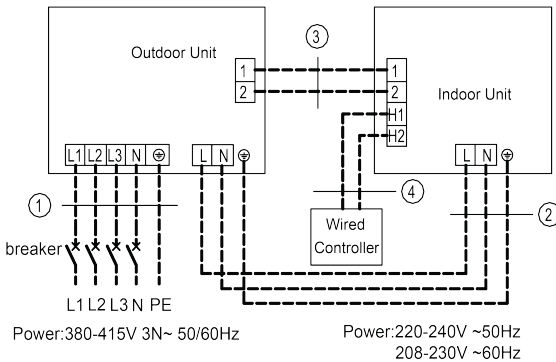 ③
Outdoor Unit
1
2
1
2
H1
H2
Indoor Unit
L1 L2 L3 N
L N
L N
①
④
②
Wired
Controller
breaker
L1 L2 L3 N PE
Power:380-415V 3N~ 50/60Hz
Power:220-240V ~50Hz
208-230V ~60Hz